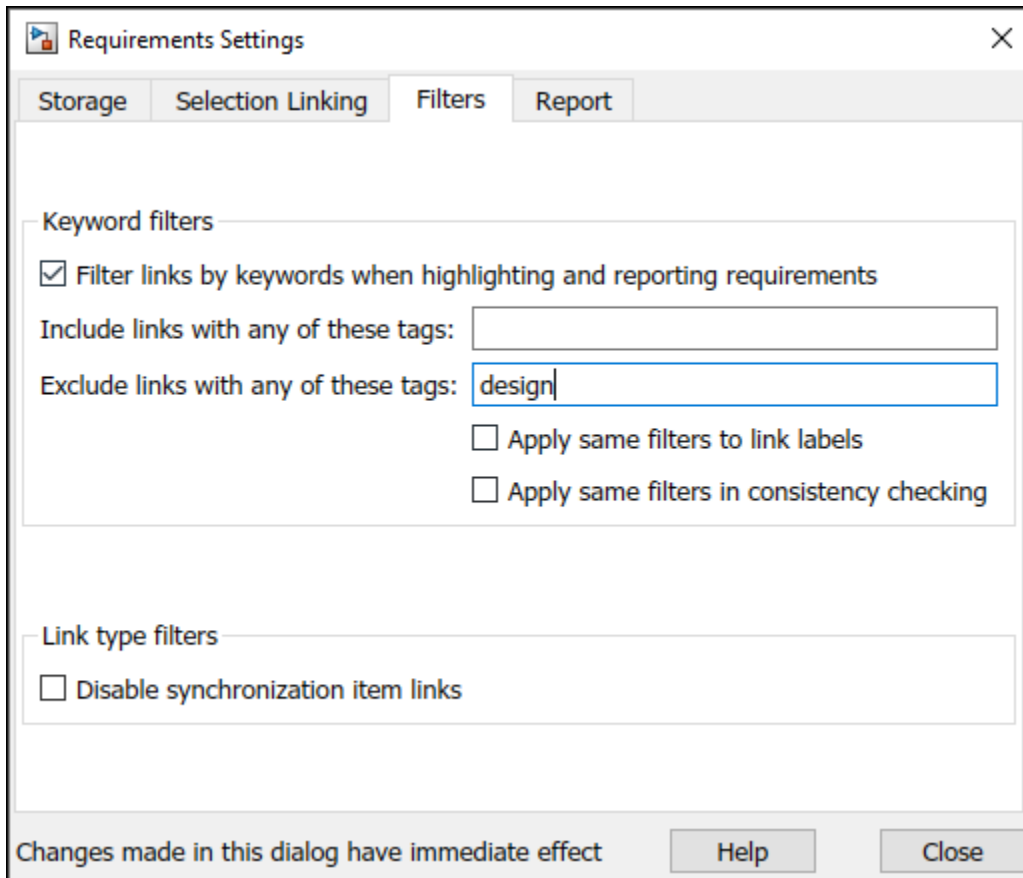 Requirements Settings
Storage Selection Linking Filters Report
Keyword filters
Filter links by keywords when highlighting and reporting requirements
Include links with any of these tags:
Exclude links with any of these tags: design
Apply same filters to link labels
Apply same filters in consistency checking
Link type filters
Disable synchronization item links
Changes made in this dialog have immediate effect Help Close